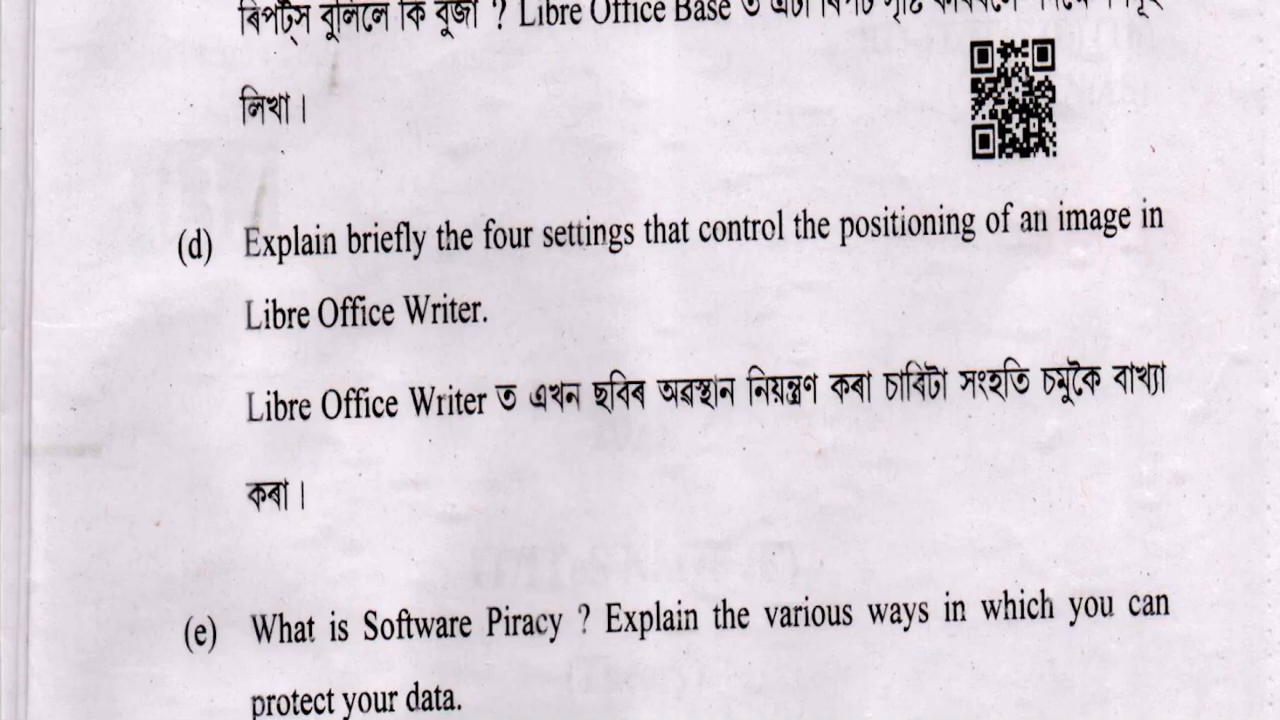 ৰিপৰ্ট্স বুলিলে কি বুজা ? Libre Office Base ত এটা
লিখা ।
(d) Explain briefly the four settings that control the positioning of an image in
Libre Office Writer.
Libre Office Writer ত এখন ছবিৰ অৱস্থান নিয়ন্ত্ৰণ কৰা চাৰিটা সংহতি চমুকৈ ব্যাখ্যা
কৰা ।
(e) What is Software Piracy ? Explain the various ways in which you can
protect your data.